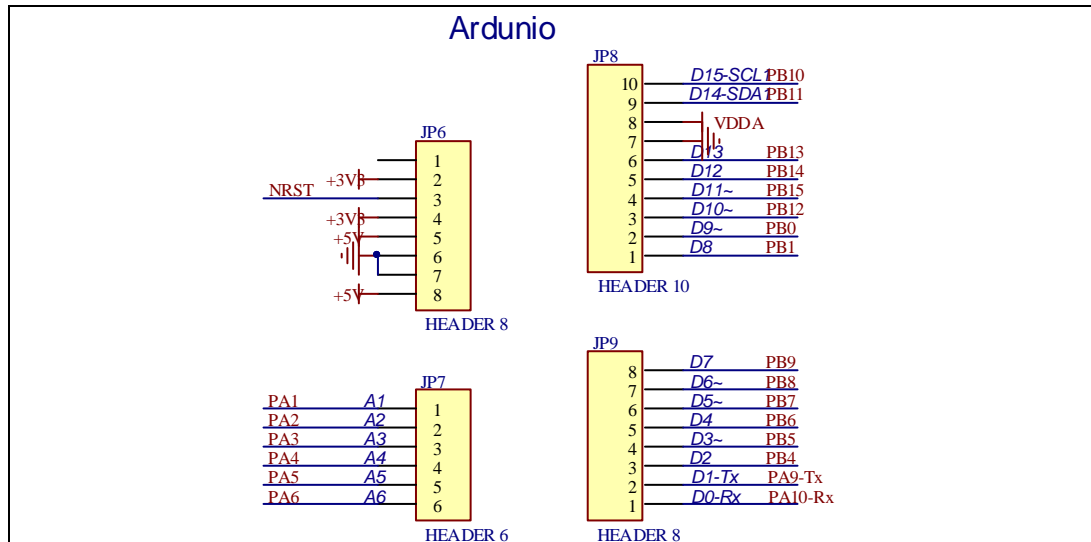 Ardunio
JP6
1
+3V3 2
NRST 3
+3V3 4
+5V 5
6
7
+5V 8
HEADER 8
JP7
PA1 A1 1
PA2 A2 2
PA3 A3 3
PA4 A4 4
PA5 A5 5
PA6 A6 6
HEADER 6
JP8
10 D15-SCL1 PB10
9 D14-SDA1 PB11
8 VDDA
7
6 D13 PB13
5 D12 PB14
4 D11~ PB15
3 D10~ PB12
2 D9~ PB0
1 D8 PB1
HEADER 10
JP9
8 D7 PB9
7 D6~ PB8
6 D5~ PB7
5 D4 PB6
4 D3~ PB5
3 D2 PB4
2 D1-Tx PA9-Tx
1 D0-Rx PA10-Rx
HEADER 8